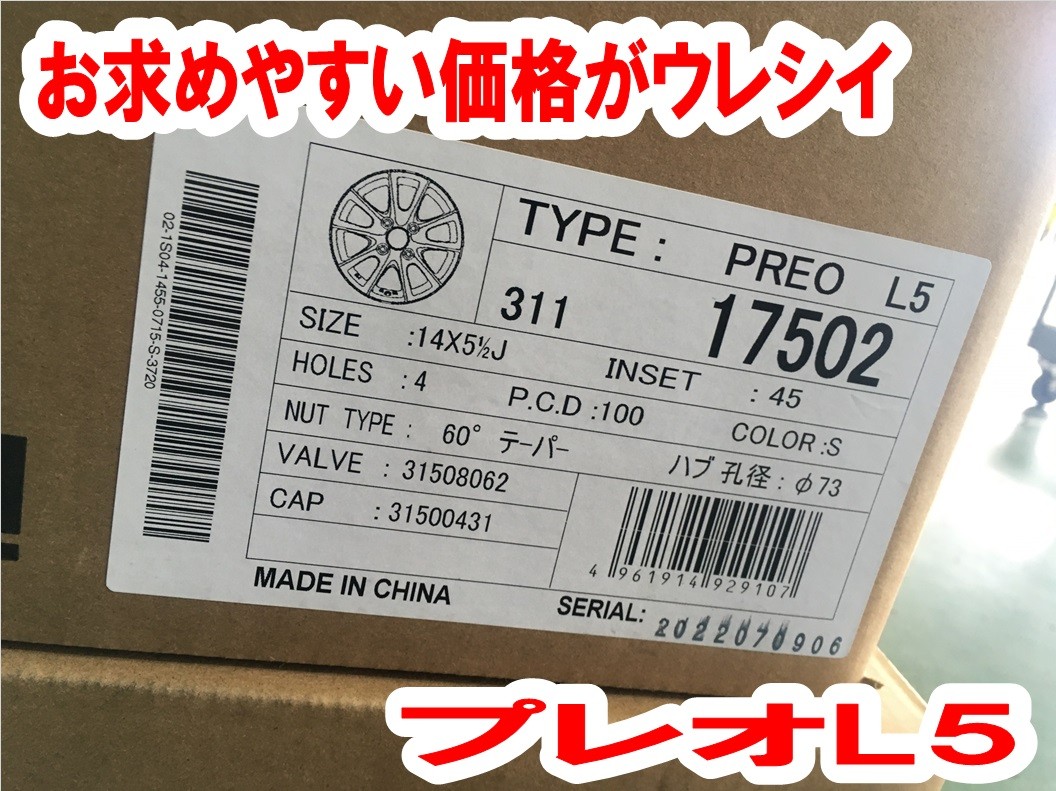 お求めやすい価格がウレシイ
TYPE : PREO L5
311 17502
SIZE :14X5½J INSET : 45
HOLES : 4 P.C.D :100 COLOR :S
NUT TYPE : 60° テーパー ハブ孔径 : φ73
VALVE : 31508062
CAP : 31500431
4 961914 929107
MADE IN CHINA
SERIAL:
02-1S04-1455-0715-S-3720
プレオL5